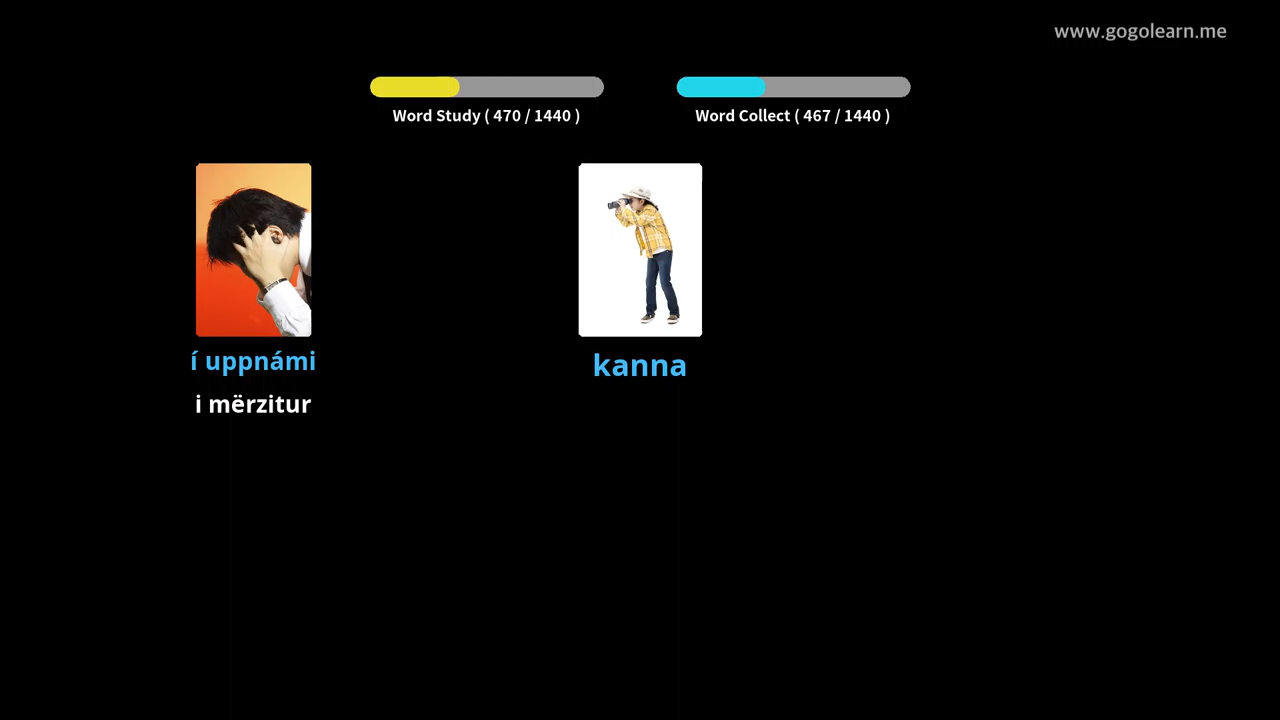 www.gogolearn.me
Word Study ( 470 / 1440 )
Word Collect ( 467 / 1440 )
í uppnámi
kanna
i mërzitur